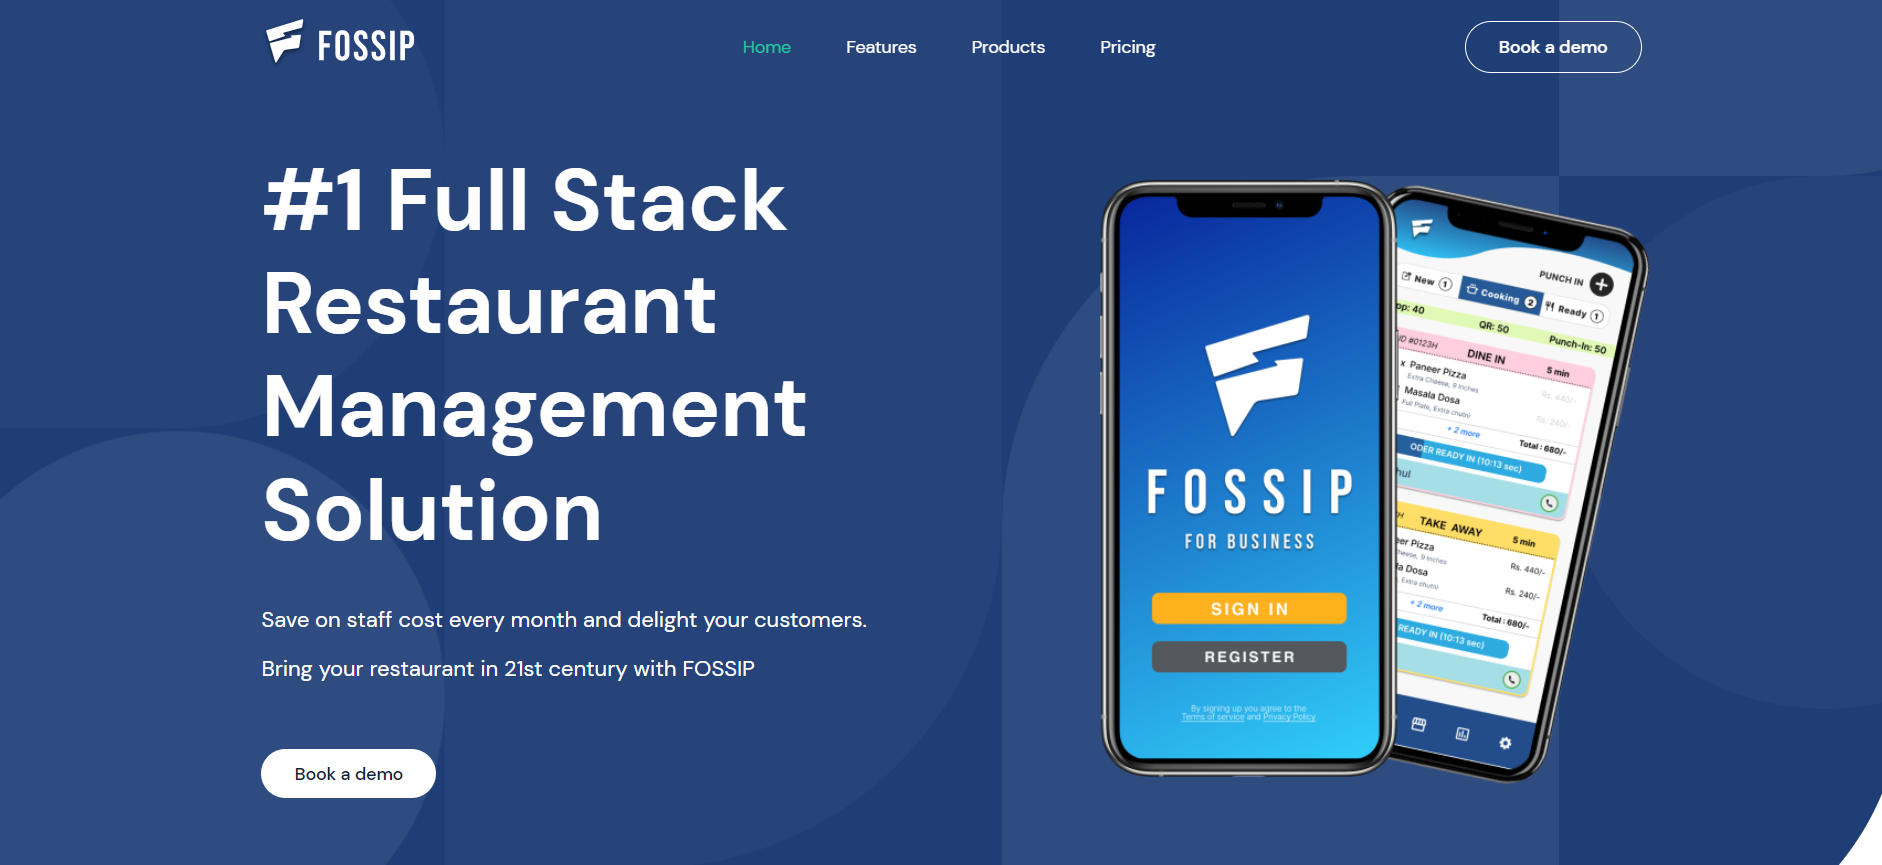 FOSSIP
Home
Features
Products
Pricing
Book a demo
#1 Full Stack
Restaurant
Management
Solution
Save on staff cost every month and delight your customers.
Bring your restaurant in 21st century with FOSSIP
Book a demo
FOSSIP
FOR BUSINESS
SIGN IN
REGISTER
By signing up you agree to the
Terms of service and Privacy Policy
PUNCH IN
New 1
Cooking 2
Ready 1
: 40
QR: 50
Punch-In: 50
#0123H
DINE IN
5 min
x Paneer Pizza
Extra Cheese, 9 Inches
Rs. 440/-
Masala Dosa
Full Plate, Extra chutni
Rs. 240/-
+ 2 more
Total : 680/-
ODER READY IN (10:13 sec)
TAKE AWAY
5 min
Pizza
, 9 Inches
Rs. 440/-
Dosa
, Extra chutni
Rs. 240/-
+ 2 more
Total : 680/-
READY IN (10:13 sec)